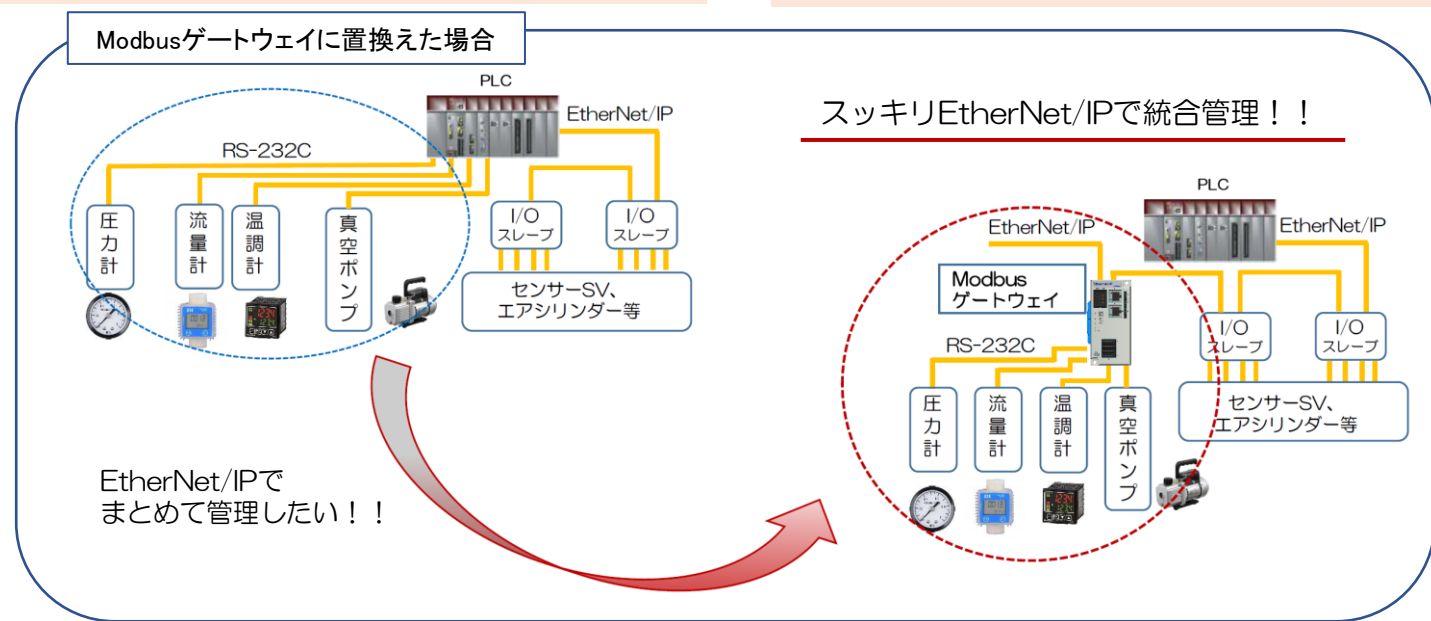 Modbusゲートウェイに置換えた場合
PLC
EtherNet/IP
RS-232C
圧力計
流量計
温調計
真空ポンプ
I/O
スレーブ
I/O
スレーブ
センサーSV、
エアシリンダー等
EtherNet/IPで
まとめて管理したい！！
スッキリEtherNet/IPで統合管理！！
PLC
EtherNet/IP
EtherNet/IP
Modbus
ゲートウェイ
RS-232C
圧力計
流量計
温調計
真空ポンプ
I/O
スレーブ
I/O
スレーブ
センサーSV、
エアシリンダー等